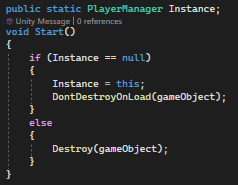 public static PlayerManager Instance;
Unity Message | 0 references
void Start()
{
    if (Instance == null)
    {
        Instance = this;
        DontDestroyOnLoad(gameObject);
    }
    else
    {
        Destroy(gameObject);
    }
}